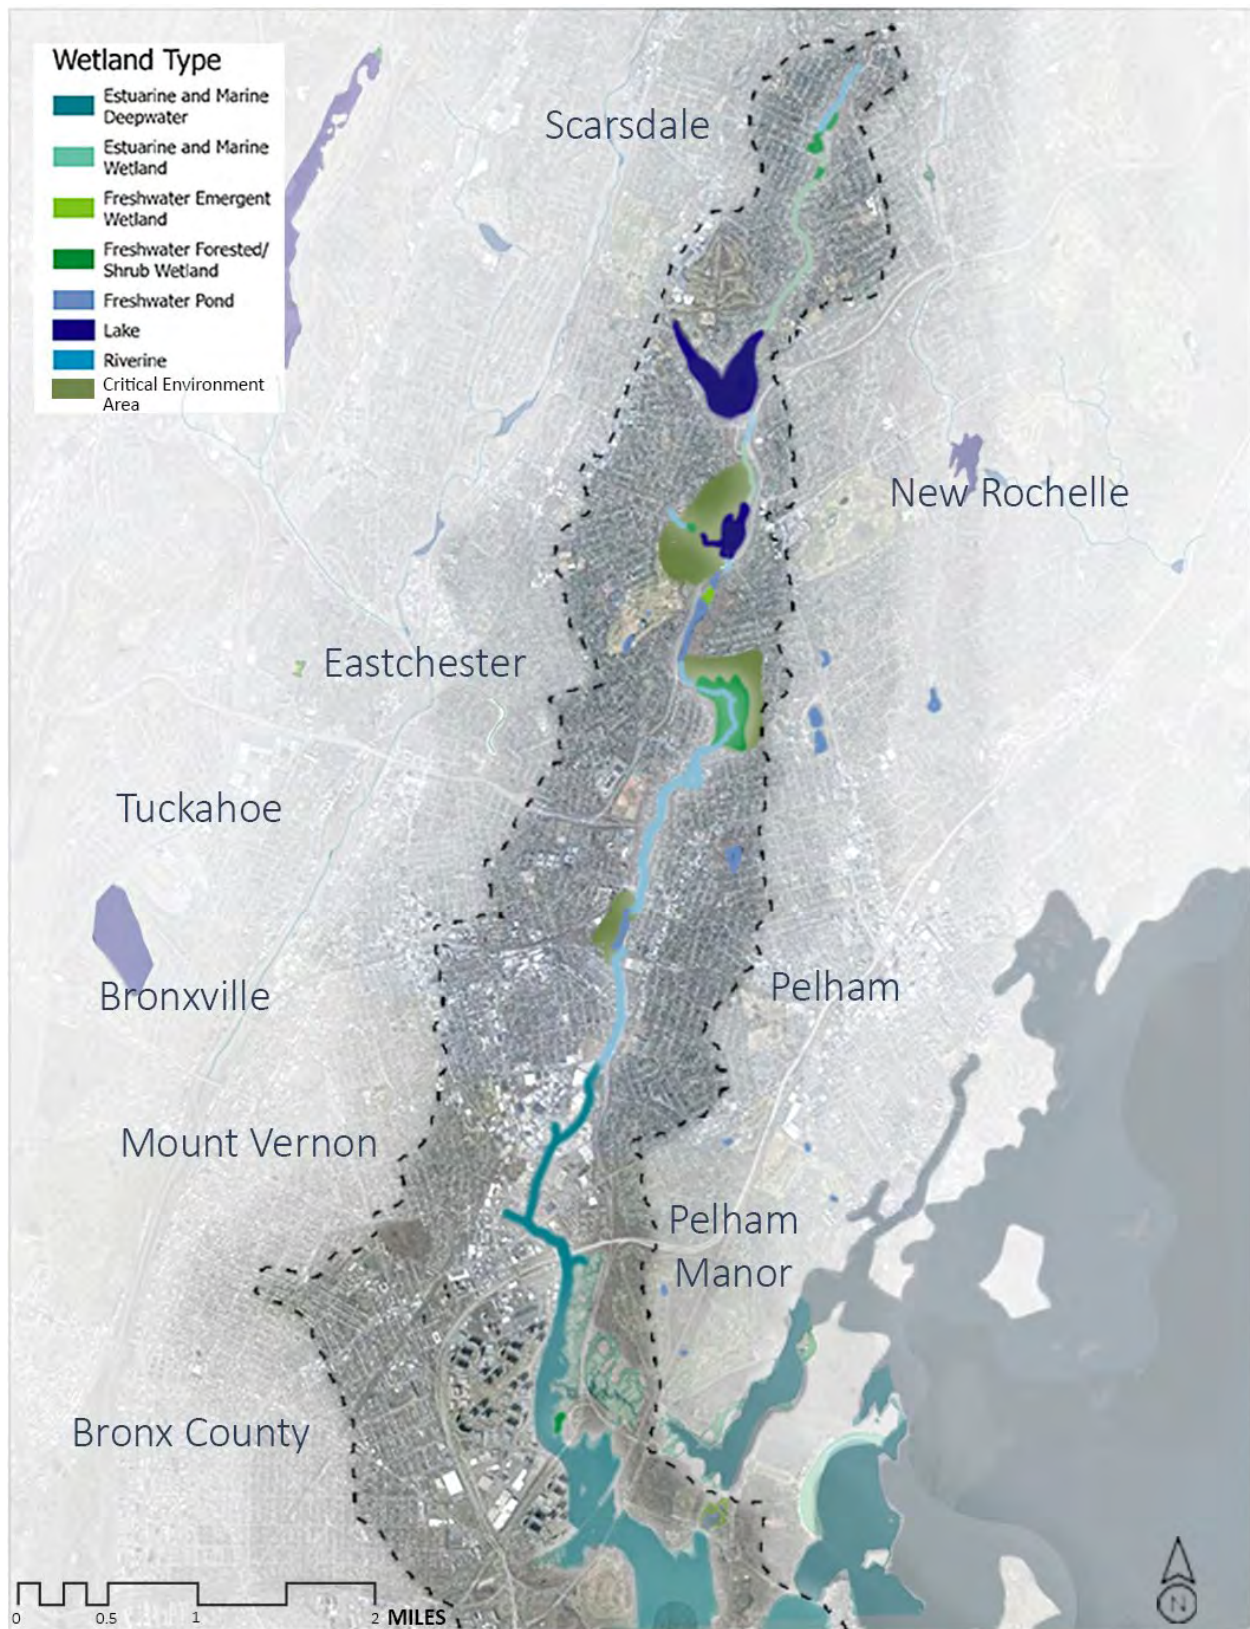 Wetland Type
Estuarine and Marine
Deepwater
Estuarine and Marine
Wetland
Freshwater Emergent
Wetland
Freshwater Forested/
Shrub Wetland
Freshwater Pond
Lake
Riverine
Critical Environment
Area
Scarsdale
New Rochelle
Eastchester
Tuckahoe
Bronxville
Pelham
Mount Vernon
Pelham
Manor
Bronx County
0 0.5 1 2 MILES
N